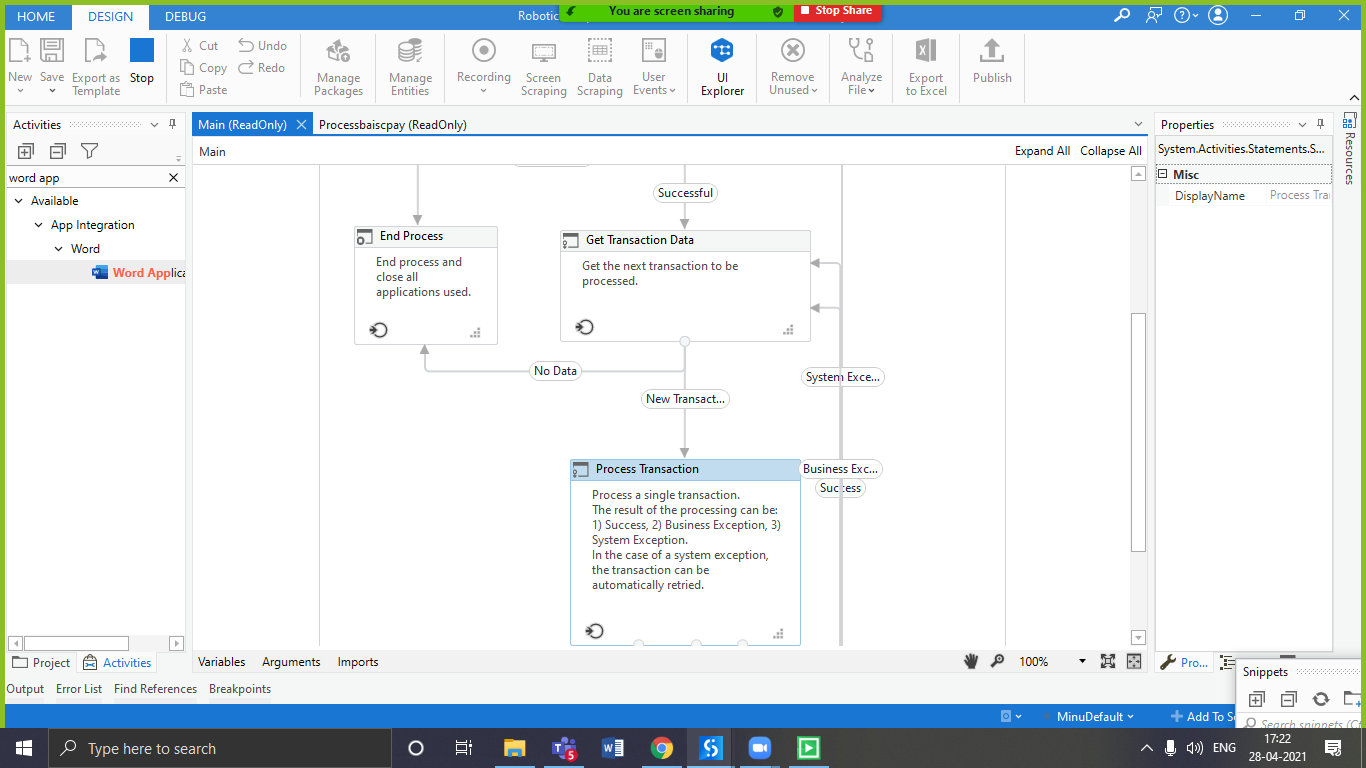 HOME DESIGN DEBUG
Robotic
You are screen sharing
Stop Share
New
Save
Export as
Template
Stop
Cut
Copy
Paste
Undo
Redo
Manage
Packages
Manage
Entities
Recording
Screen
Scraping
Data
Scraping
User
Events
UI
Explorer
Remove
Unused
Analyze
File
Export
to Excel
Publish
Activities
word app
Available
App Integration
Word
Word Applica
Main (ReadOnly)
Processbaiscpay (ReadOnly)
Main
Expand All Collapse All
Successful
End Process
End process and
close all
applications used.
Get Transaction Data
Get the next transaction to be
processed.
No Data
New Transact...
System Exce...
Process Transaction
Process a single transaction.
The result of the processing can be:
1) Success, 2) Business Exception, 3)
System Exception.
In the case of a system exception,
the transaction can be
automatically retried.
Business Exc...
Success
Properties
System.Activities.Statements.S...
Misc
DisplayName Process Tra
Resources
Project
Activities
Variables Arguments Imports
100%
Pro...
Snippets
Search snippets (Ct
Output Error List Find References Breakpoints
MinuDefault
Add To S
Type here to search
5
ENG
17:22
28-04-2021